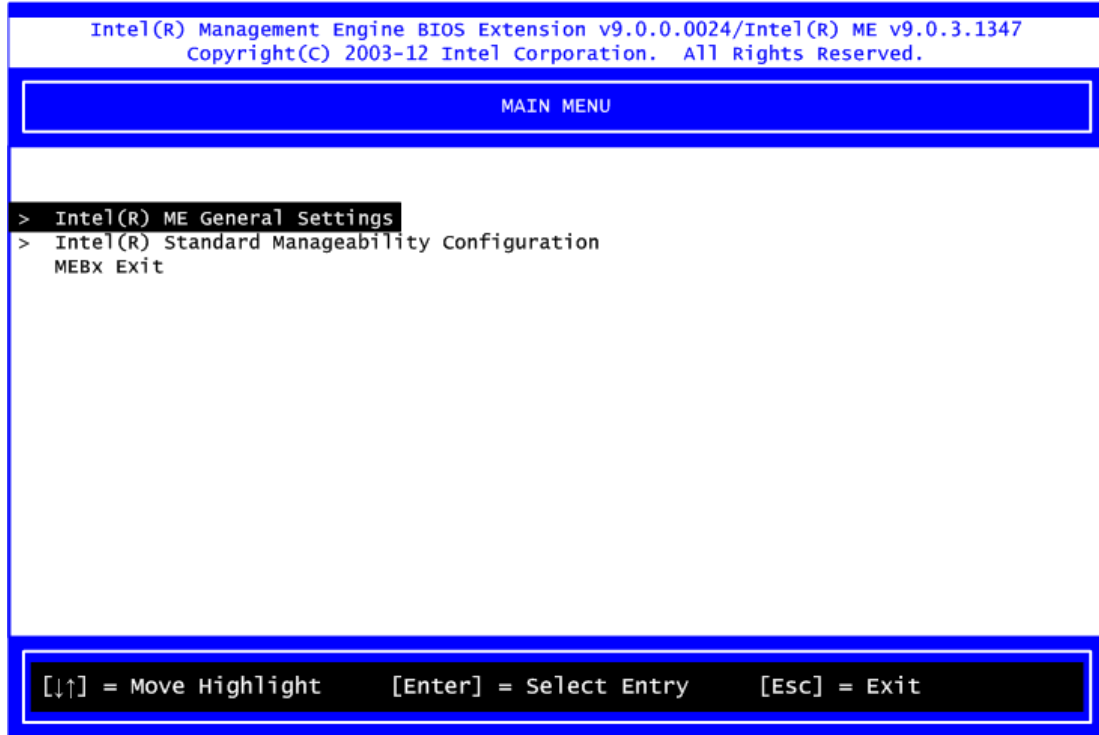 Intel(R) Management Engine BIOS Extension v9.0.0.0024/Intel(R) ME v9.0.3.1347
Copyright(C) 2003-12 Intel Corporation.  All Rights Reserved.
MAIN MENU
>  Intel(R) ME General Settings
>  Intel(R) Standard Manageability Configuration
MEBx Exit
[↓↑] = Move Highlight      [Enter] = Select Entry      [Esc] = Exit